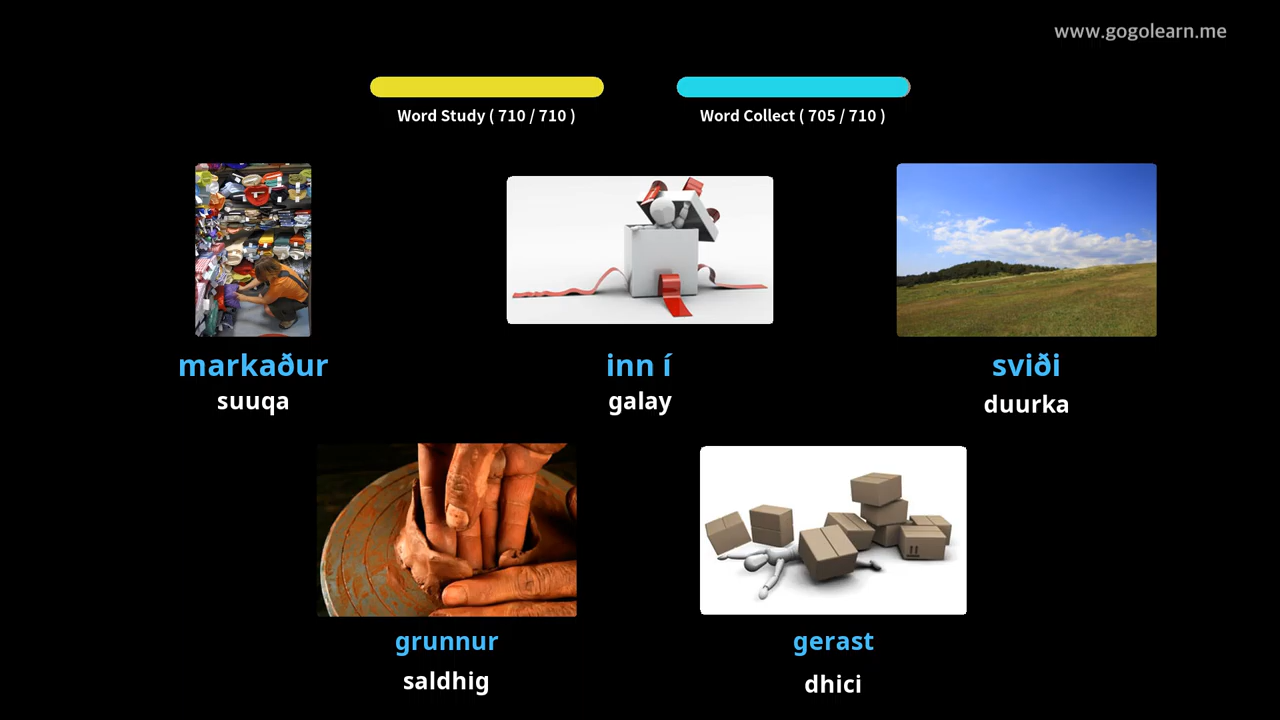 www.gogolearn.me
Word Study ( 710 / 710 )
Word Collect ( 705 / 710 )
markaður
suuqa
inn í
galay
sviði
duurka
grunnur
saldhig
gerast
dhici